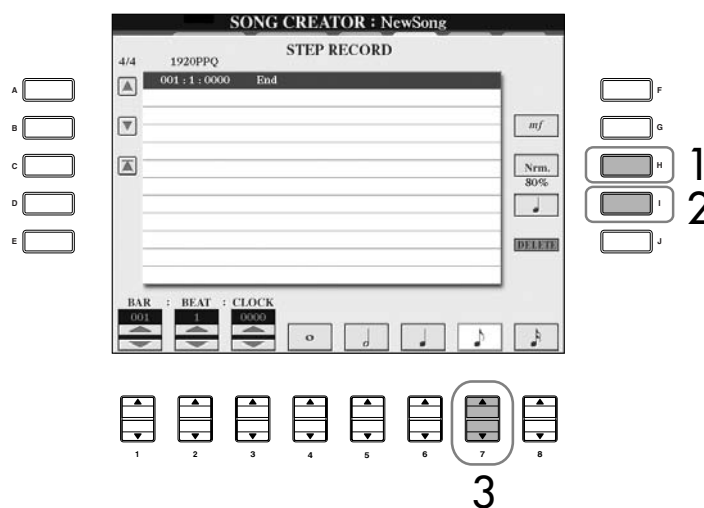 SONG CREATOR : NewSong
STEP RECORD
4/4 1920PPQ
001 : 1 : 0000 End
A
B
C
D
E
mf
Nrm.
80%
DELETE
F
G
H
I
J
1
2
BAR : BEAT : CLOCK
001 1 0000
1 2 3 4 5 6 7 8
3